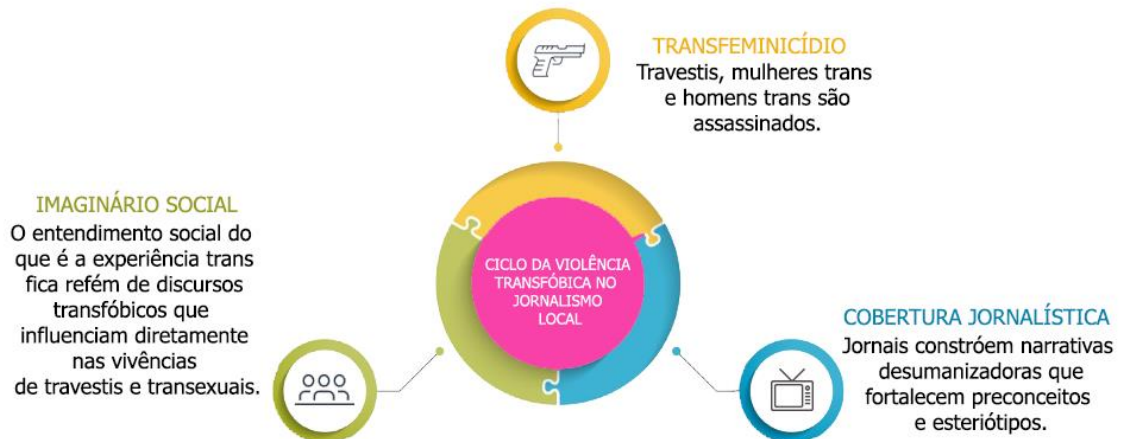 TRANSFEMINICÍDIO
Travestis, mulheres trans
e homens trans são
assassinados.
IMAGINÁRIO SOCIAL
O entendimento social do
que é a experiência trans
fica refém de discursos
transfóbicos que
influenciam diretamente
nas vivências
de travestis e transexuais.
CICLO DA VIOLÊNCIA
TRANSFÓBICA NO
JORNALISMO
LOCAL
COBERTURA JORNALÍSTICA
Jornais constróem narrativas
desumanizadoras que
fortalecem preconceitos
e esteriótipos.